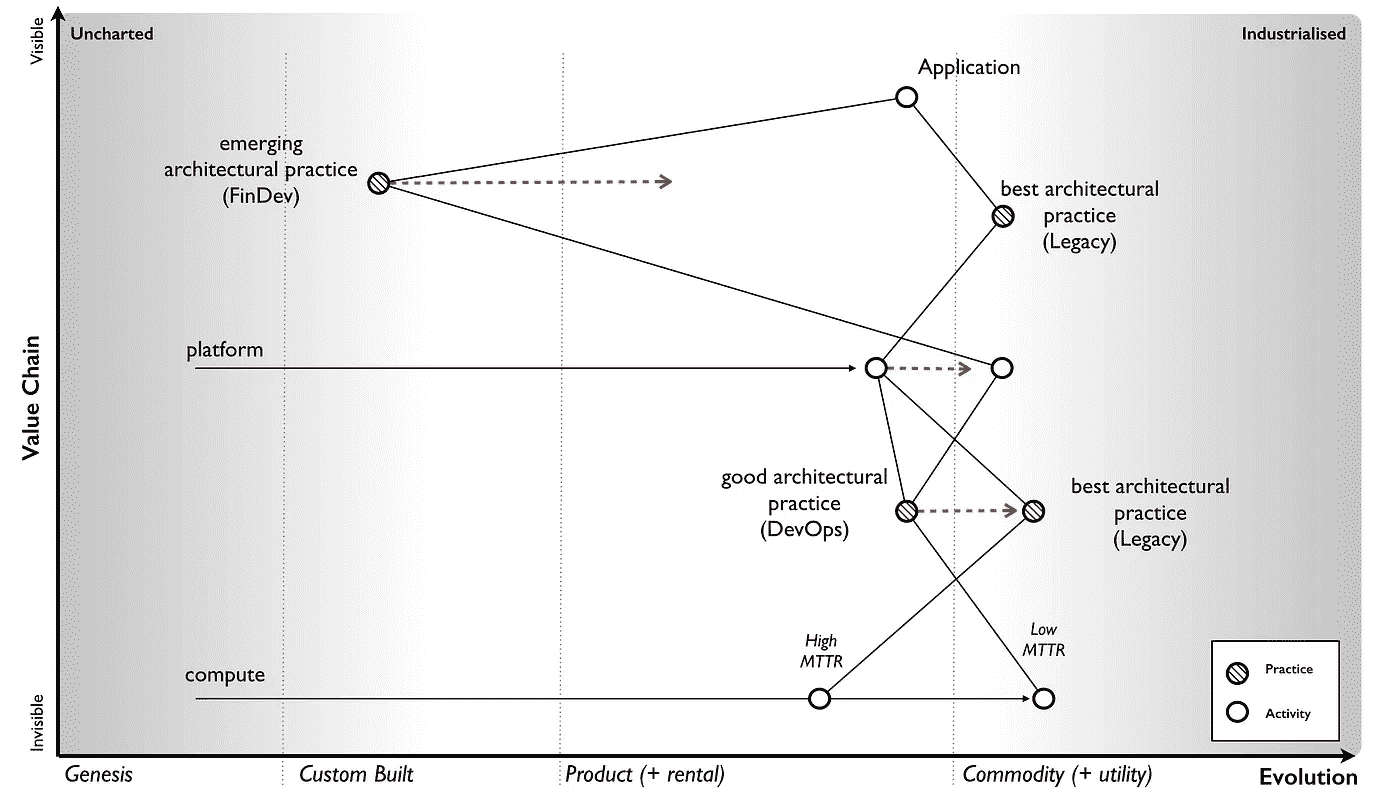 Visible
Uncharted
Industrialised
Application
emerging
architectural practice
(FinDev)
best architectural
practice
(Legacy)
platform
Value Chain
good architectural
practice
(DevOps)
best architectural
practice
(Legacy)
High
MTTR
Low
MTTR
compute
Practice
Activity
Invisible
Genesis
Custom Built
Product (+ rental)
Commodity (+ utility)
Evolution